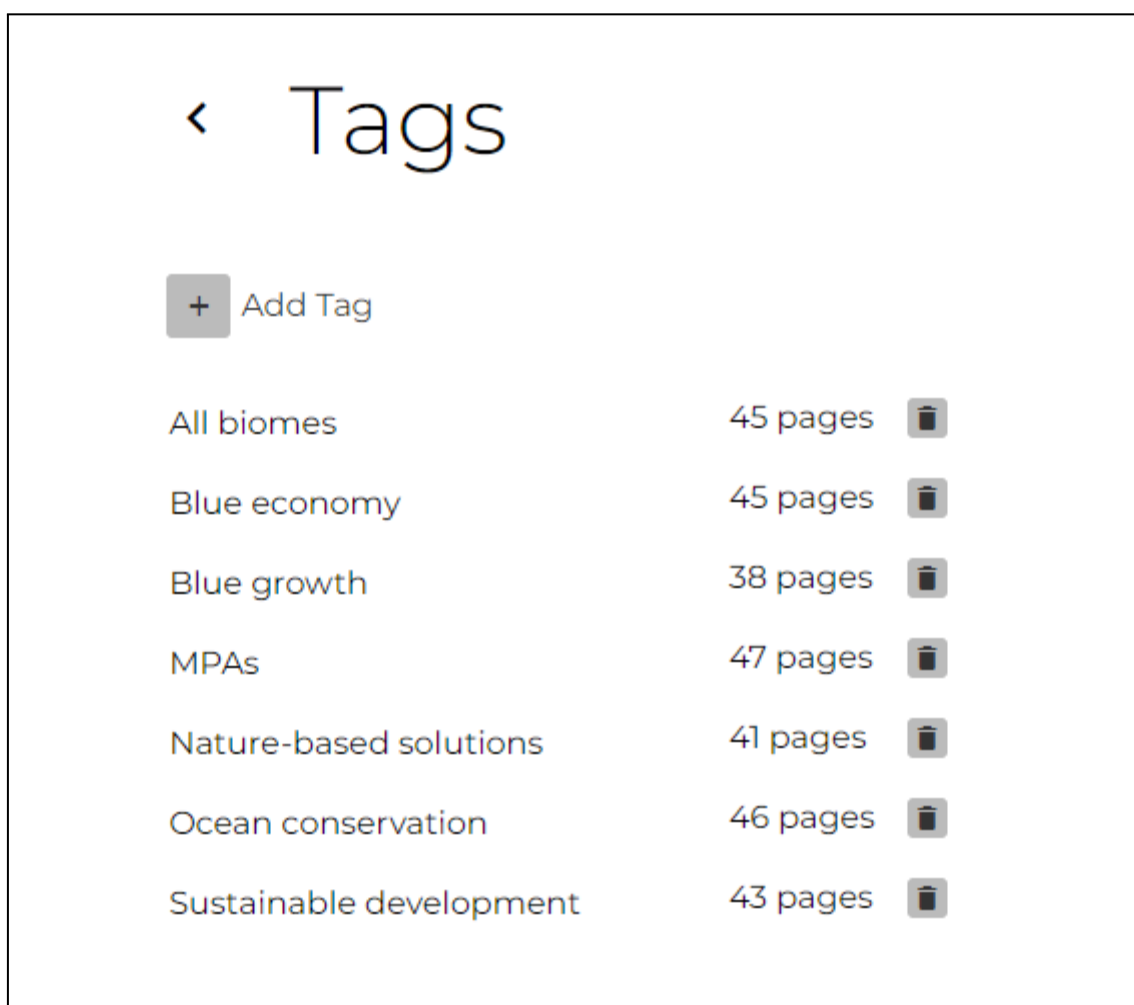 Tags
Add Tag
All biomes 45 pages
Blue economy 45 pages
Blue growth 38 pages
MPAs 47 pages
Nature-based solutions 41 pages
Ocean conservation 46 pages
Sustainable development 43 pages